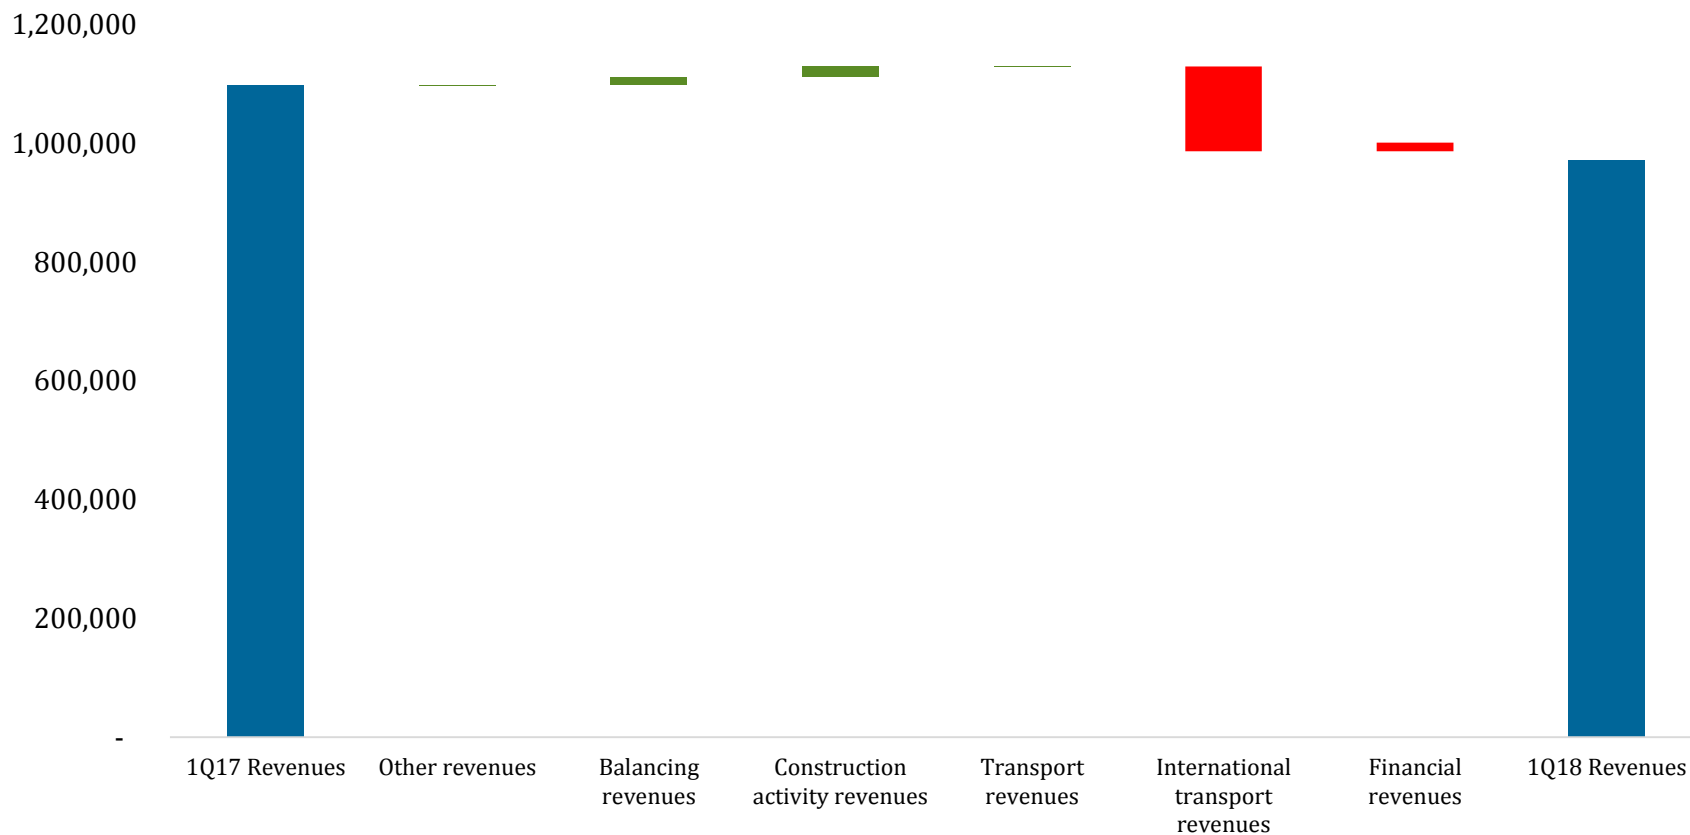 1,200,000
1,000,000
800,000
600,000
400,000
200,000
-
1Q17 Revenues
Other revenues
Balancing
revenues
Construction
activity revenues
Transport
revenues
International
transport
revenues
Financial
revenues
1Q18 Revenues